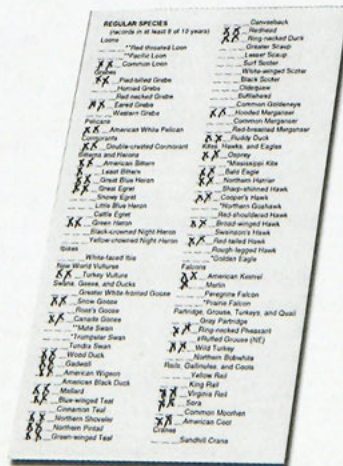 REGULAR SPECIES
(records in at least 8 of 10 years)
Loons
**Red throated Loon
**Pacific Loon
X X Common Loon
Grebes
X X Pied-billed Grebe
Horned Grebe
Red-necked Grebe
X X Eared Grebe
Western Grebe
Pelicans
X X American White Pelican
Cormorants
X X Double-crested Cormorant
Bitterns and Herons
X X American Bittern
X Least Bittern
X X Great Blue Heron
X X Great Egret
Snowy Egret
Little Blue Heron
Cattle Egret
X X Green Heron
Black-crowned Night Heron
Yellow-crowned Night Heron
Ibises
White-faced Ibis
New World Vultures
X X Turkey Vulture
Swans, Geese, and Ducks
Greater White-fronted Goose
X X Snow Goose
Ross's Goose
X X Canada Goose
**Mute Swan
*Trumpeter Swan
Tundra Swan
X X Wood Duck
X X Gadwall
American Wigeon
American Black Duck
X X Mallard
X X Blue-winged Teal
Cinnamon Teal
X X Northern Shoveler
X X Northern Pintail
X X Green-winged Teal
Canvasback
X X Redhead
X X Ring-necked Duck
Greater Scaup
Lesser Scaup
Surf Scoter
White-winged Scoter
Black Scoter
Oldsquaw
Bufflehead
Common Goldeneye
X X Hooded Merganser
Common Merganser
Red-breasted Merganser
X X Ruddy Duck
Kites, Hawks, and Eagles
X X Osprey
*Mississippi Kite
X X Bald Eagle
X X Northern Harrier
Sharp-shinned Hawk
X X Cooper's Hawk
*Northern Goshawk
Red-shouldered Hawk
X X Broad-winged Hawk
Swainson's Hawk
X X Red-tailed Hawk
Rough-legged Hawk
*Golden Eagle
Falcons
X X American Kestrel
X Merlin
Peregrine Falcon
*Prairie Falcon
Partridge, Grouse, Turkeys, and Quail
Gray Partridge
X X Ring-necked Pheasant
#Ruffed Grouse (NE)
X X Wild Turkey
Northern Bobwhite
Rails, Gallinules, and Coots
Yellow Rail
King Rail
X X Virginia Rail
X X Sora
Common Moorhen
X X American Coot
Cranes
Sandhill Crane